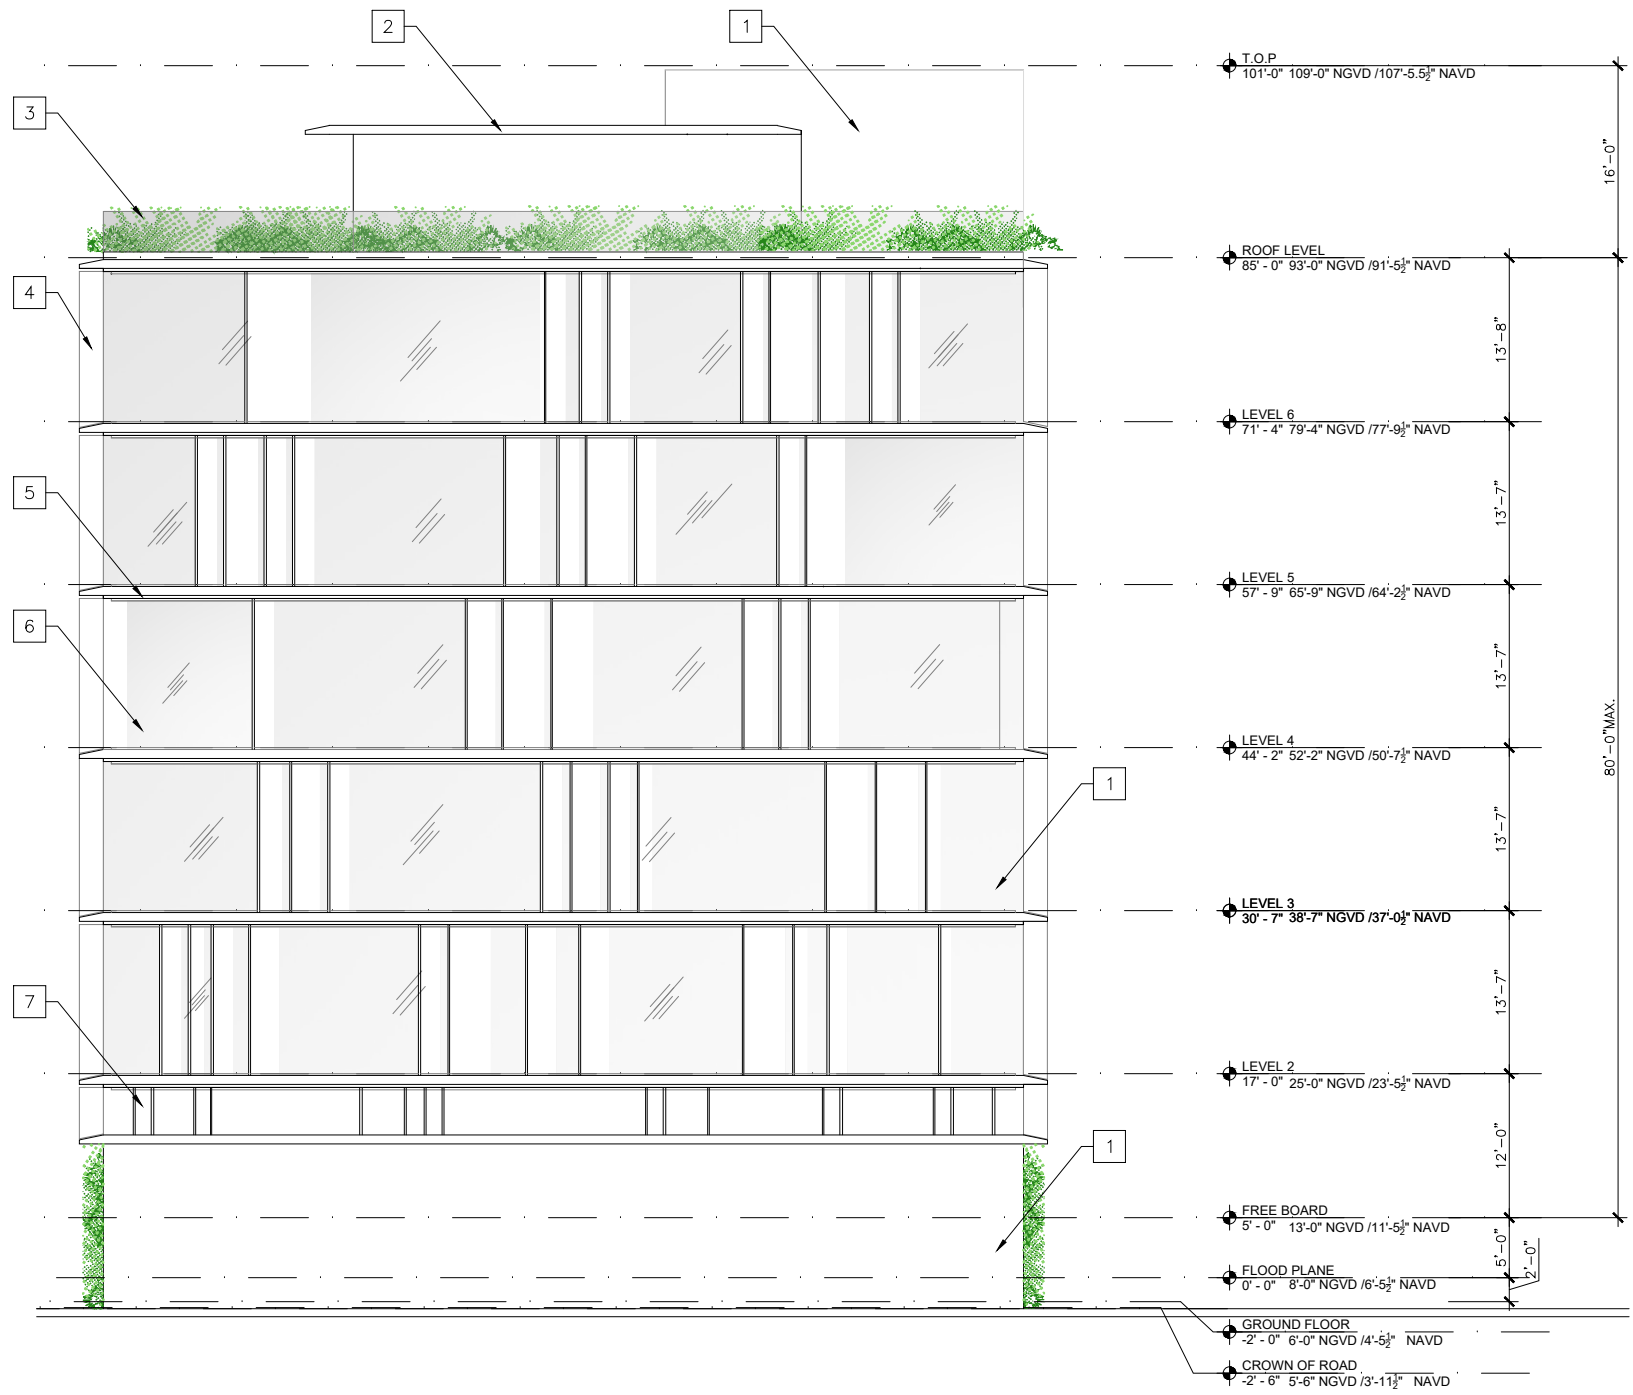 2
1
T.O.P
101'-0" 109'-0" NGVD /107'-5.5½" NAVD
3
16'-0"
ROOF LEVEL
85' - 0" 93'-0" NGVD /91'-5½" NAVD
4
13'-8"
LEVEL 6
71' - 4" 79'-4" NGVD /77'-9½" NAVD
5
13'-7"
LEVEL 5
57' - 9" 65'-9" NGVD /64'-2½" NAVD
6
13'-7"
80'-0"MAX.
LEVEL 4
44' - 2" 52'-2" NGVD /50'-7½" NAVD
1
13'-7"
LEVEL 3
30' - 7" 38'-7" NGVD /37'-0½" NAVD
7
13'-7"
LEVEL 2
17' - 0" 25'-0" NGVD /23'-5½" NAVD
1
12'-0"
FREE BOARD
5' - 0" 13'-0" NGVD /11'-5½" NAVD
5'-0"
2'-0"
FLOOD PLANE
0' - 0" 8'-0" NGVD /6'-5½" NAVD
GROUND FLOOR
-2' - 0" 6'-0" NGVD /4'-5½" NAVD
CROWN OF ROAD
-2' - 6" 5'-6" NGVD /3'-11½" NAVD